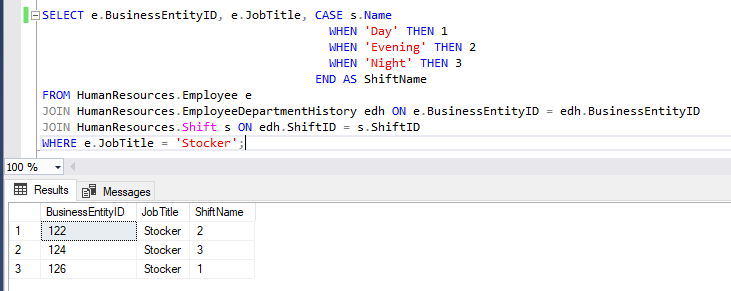 SELECT e.BusinessEntityID, e.JobTitle, CASE s.Name
WHEN 'Day' THEN 1
WHEN 'Evening' THEN 2
WHEN 'Night' THEN 3
END AS ShiftName
FROM HumanResources.Employee e
JOIN HumanResources.EmployeeDepartmentHistory edh ON e.BusinessEntityID = edh.BusinessEntityID
JOIN HumanResources.Shift s ON edh.ShiftID = s.ShiftID
WHERE e.JobTitle = 'Stocker';
100 %
Results Messages
BusinessEntityID JobTitle ShiftName
1 122 Stocker 2
2 124 Stocker 3
3 126 Stocker 1